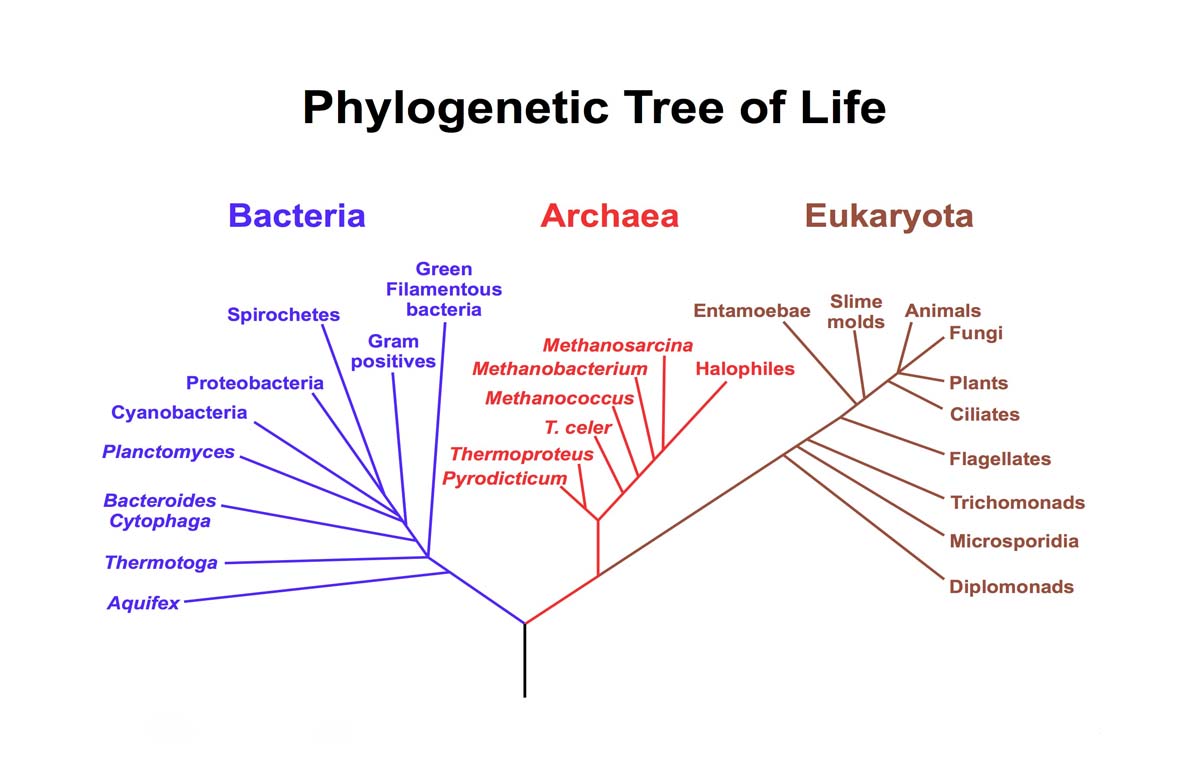 Phylogenetic Tree of Life
Bacteria
Archaea
Eukaryota
Green
Filamentous
bacteria
Spirochetes
Gram
positives
Proteobacteria
Cyanobacteria
Planctomyces
Bacteroides
Cytophaga
Thermotoga
Aquifex
Methanosarcina
Methanobacterium
Halophiles
Methanococcus
T. celer
Thermoproteus
Pyrodicticum
Entamoebae
Slime
molds
Animals
Fungi
Plants
Ciliates
Flagellates
Trichomonads
Microsporidia
Diplomonads